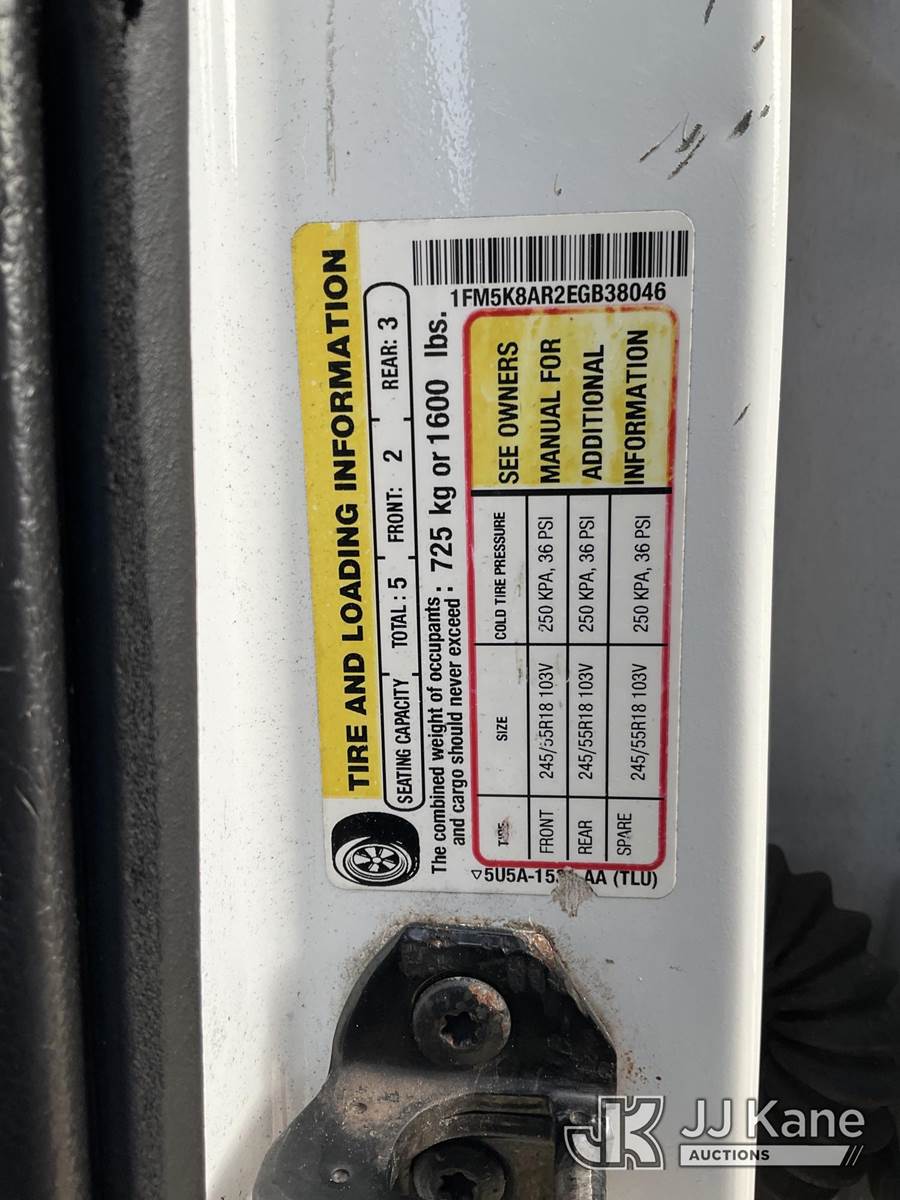 TIRE AND LOADING INFORMATION
SEATING CAPACITY TOTAL : 5 FRONT: 2 REAR: 3
The combined weight of occupants : 725 kg or 1600 lbs.
and cargo should never exceed :
1FM5K8AR2EGB38046
SIZE COLD TIRE PRESSURE
FRONT 245/55R18 103V 250 KPA, 36 PSI
REAR 245/55R18 103V 250 KPA, 36 PSI
SPARE 245/55R18 103V 250 KPA, 36 PSI
SEE OWNERS
MANUAL FOR
ADDITIONAL
INFORMATION
AA (TLU)
JK JJ Kane
AUCTIONS